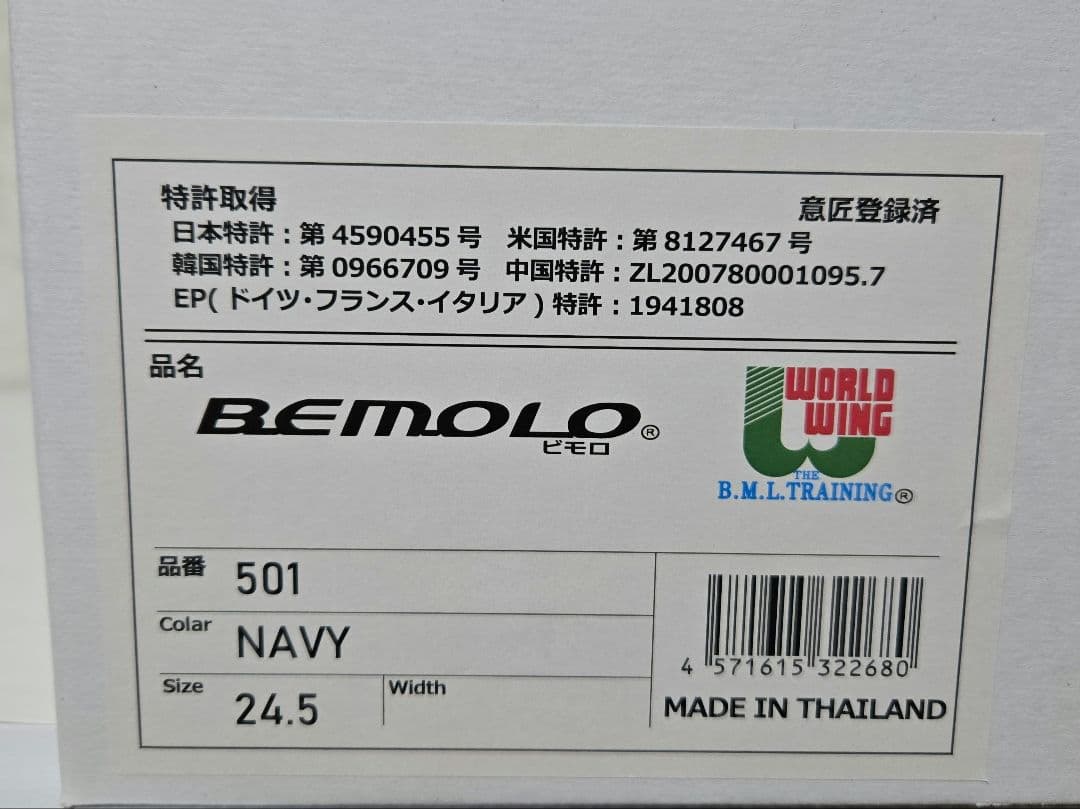 特許取得 意匠登録済
日本特許：第 4590455 号 米国特許：第 8127467 号
韓国特許：第 0966709 号 中国特許：ZL200780001095.7
EP( ドイツ・フランス・イタリア ) 特許：1941808
品名
BEMOLO®
ビモロ
WORLD
WING
THE
B.M.L.TRAINING®
品番 501
Colar NAVY
Size 24.5 Width
4 571615 322680
MADE IN THAILAND